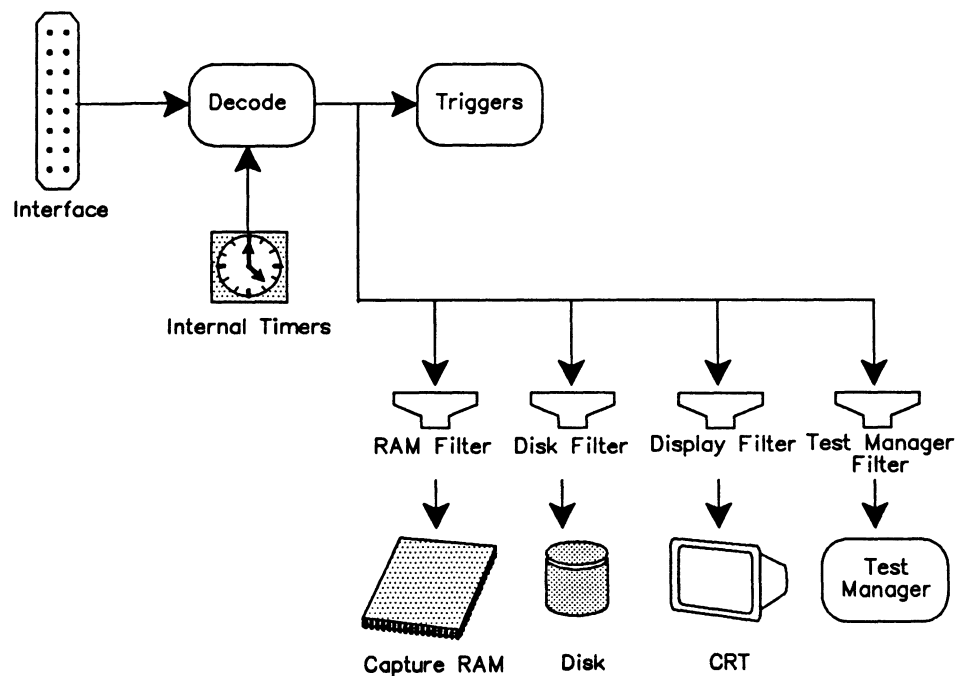 Decode
Triggers
Interface
Internal Timers
RAM Filter
Disk Filter
Display Filter
Test Manager
Filter
Test
Manager
Capture RAM
Disk
CRT